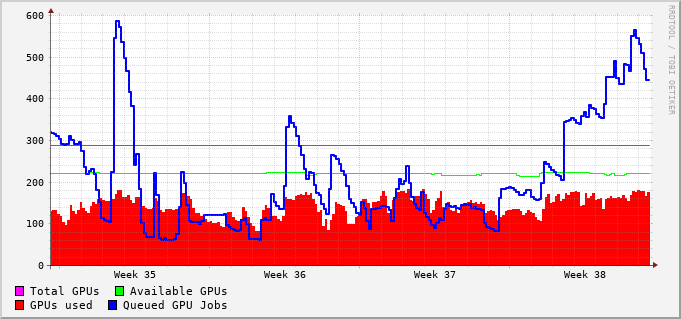 600
500
400
300
200
100
0
Week 35 Week 36 Week 37 Week 38
Total GPUs Available GPUs
GPUs used Queued GPU Jobs
RRDTOOL / TOBI OETIKER